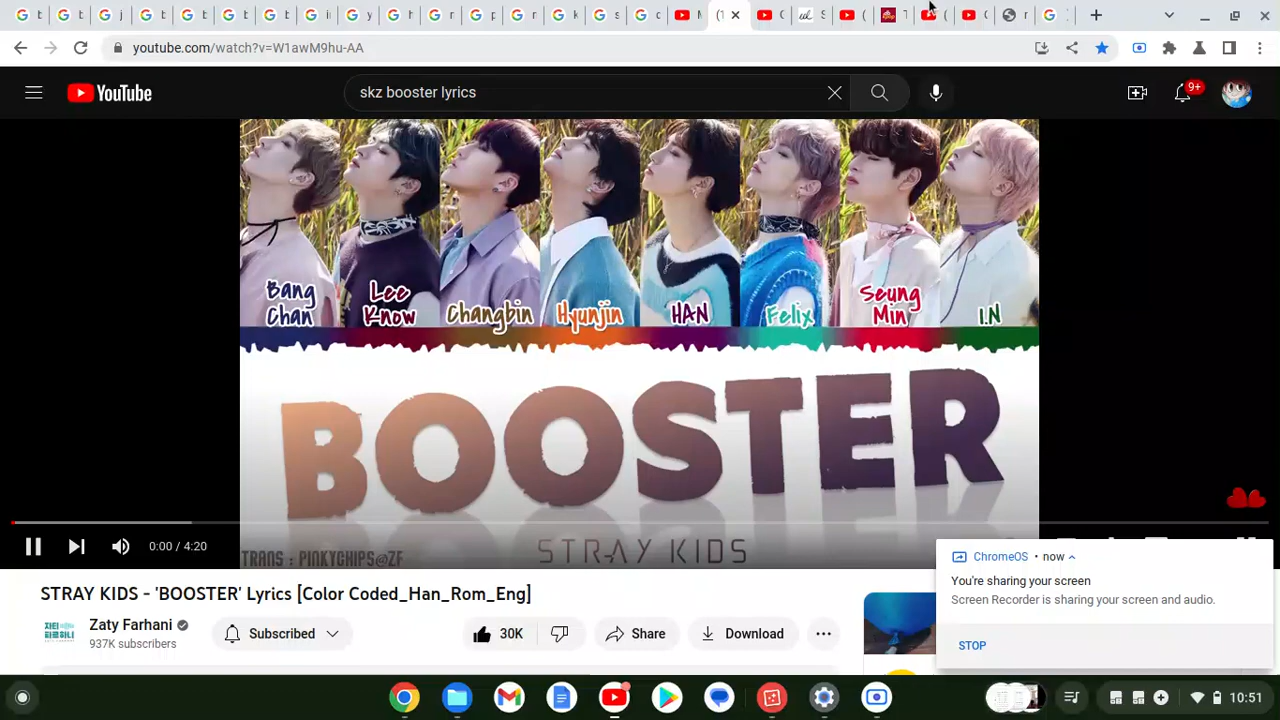 youtube.com/watch?v=W1awM9hu-AA
YouTube
skz booster lyrics
9+
Bang Chan
Lee Know
Changbin
Hyunjin
HAN
Felix
Seung Min
I.N
BOOSTER
STRAY KIDS
TRANS : PINKYCHIPS@ZF
0:00 / 4:20
STRAY KIDS - 'BOOSTER' Lyrics [Color Coded_Han_Rom_Eng]
Zaty Farhani
937K subscribers
Subscribed
30K
Share
Download
ChromeOS • now
You're sharing your screen
Screen Recorder is sharing your screen and audio.
STOP
10:51